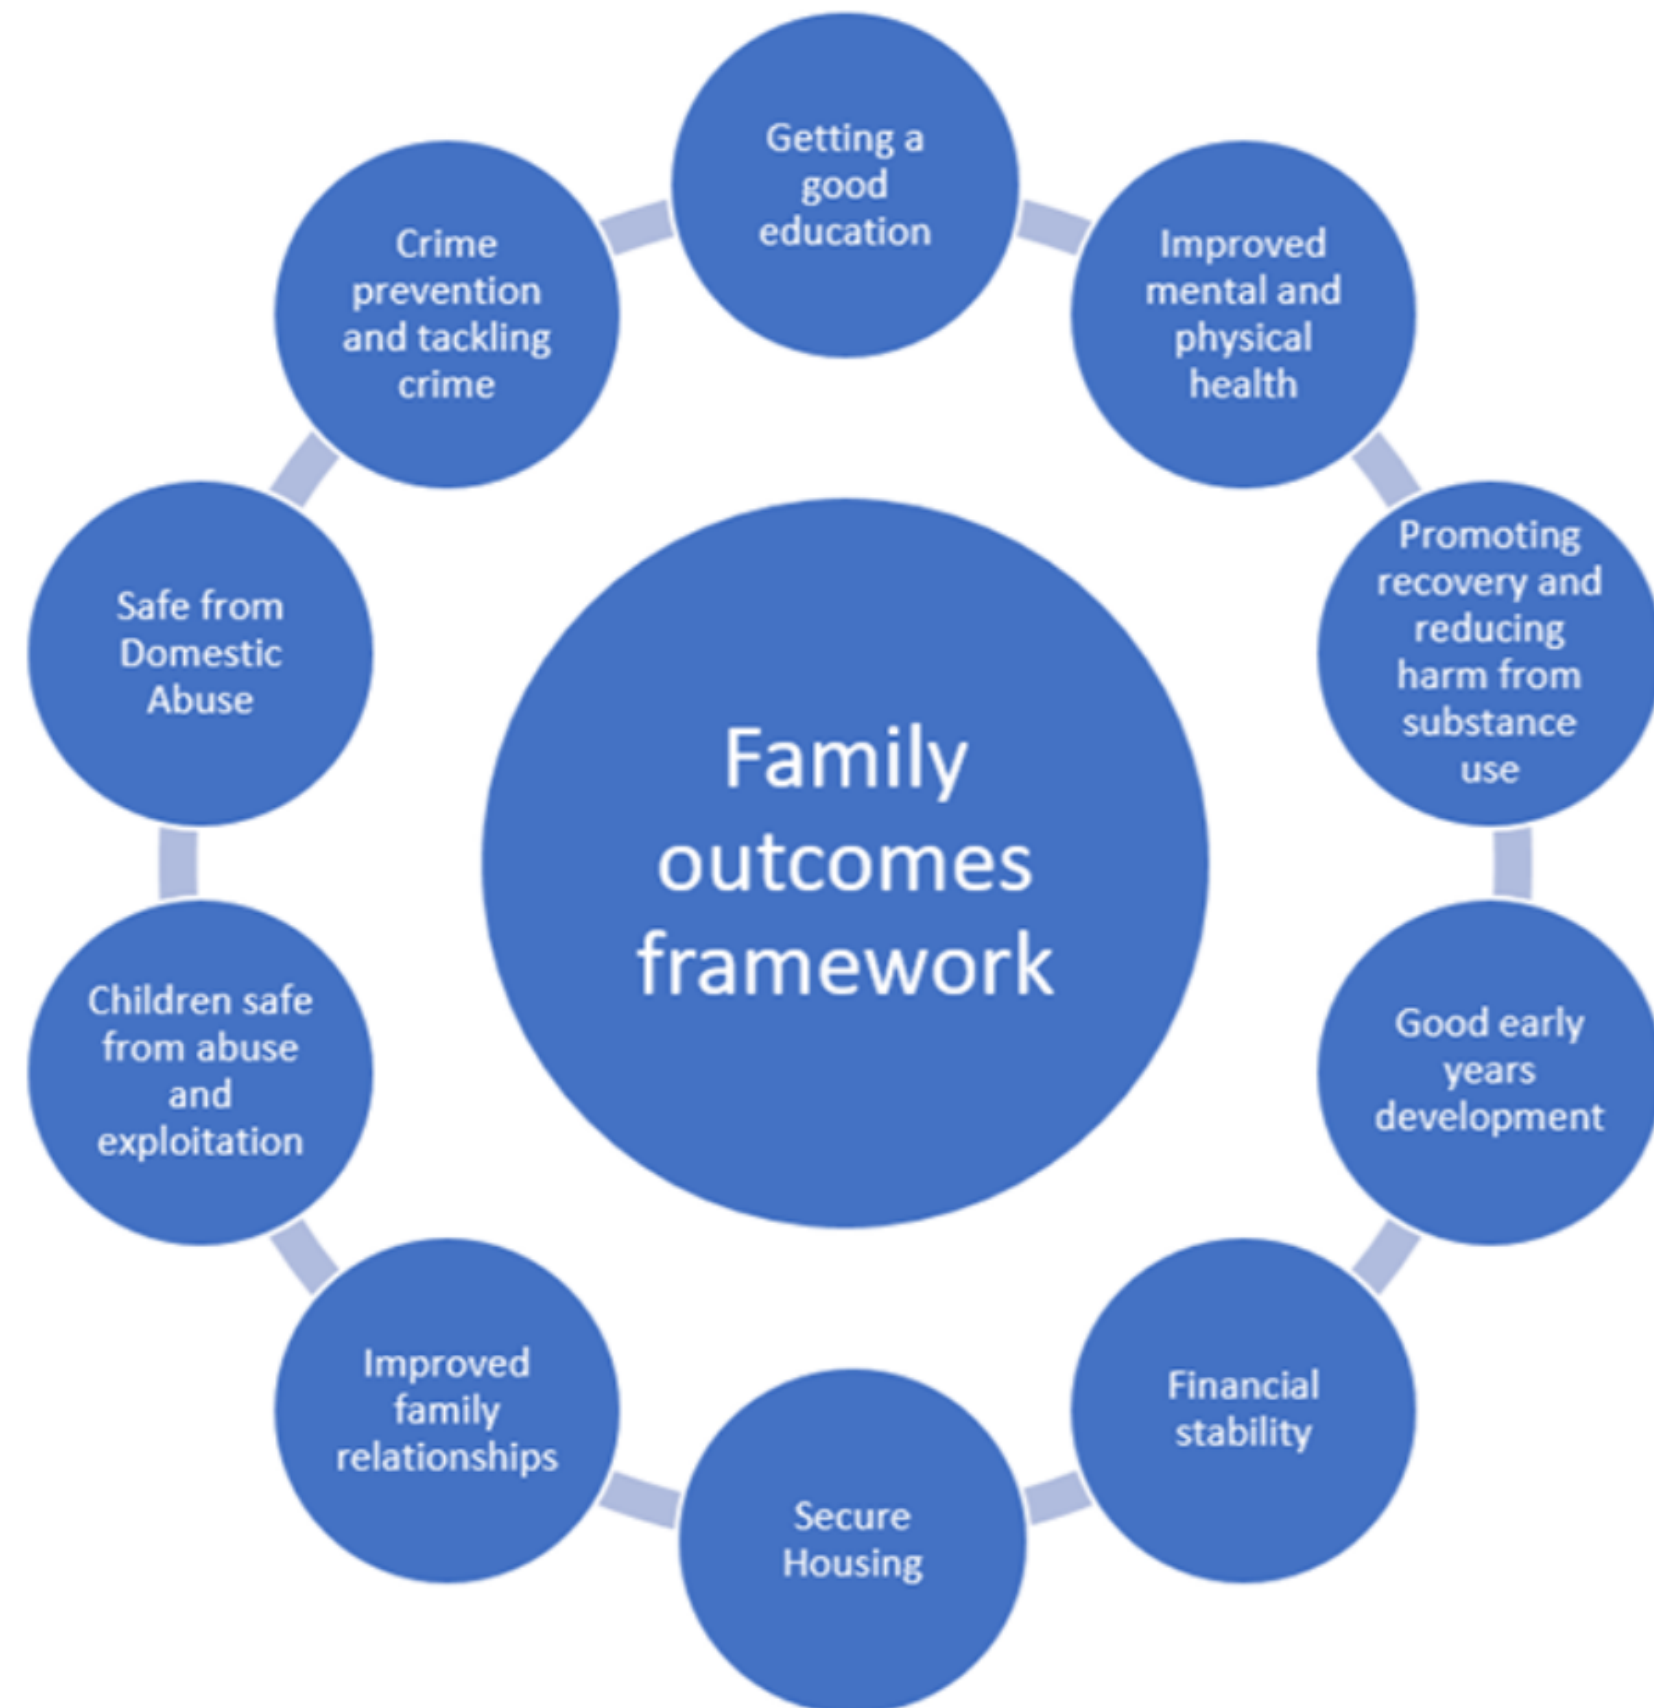 Getting a
good
education
Improved
mental and
physical
health
Promoting
recovery and
reducing
harm from
substance
use
Good early
years
development
Financial
stability
Secure
Housing
Improved
family
relationships
Children safe
from abuse
and
exploitation
Safe from
Domestic
Abuse
Crime
prevention
and tackling
crime
Family
outcomes
framework